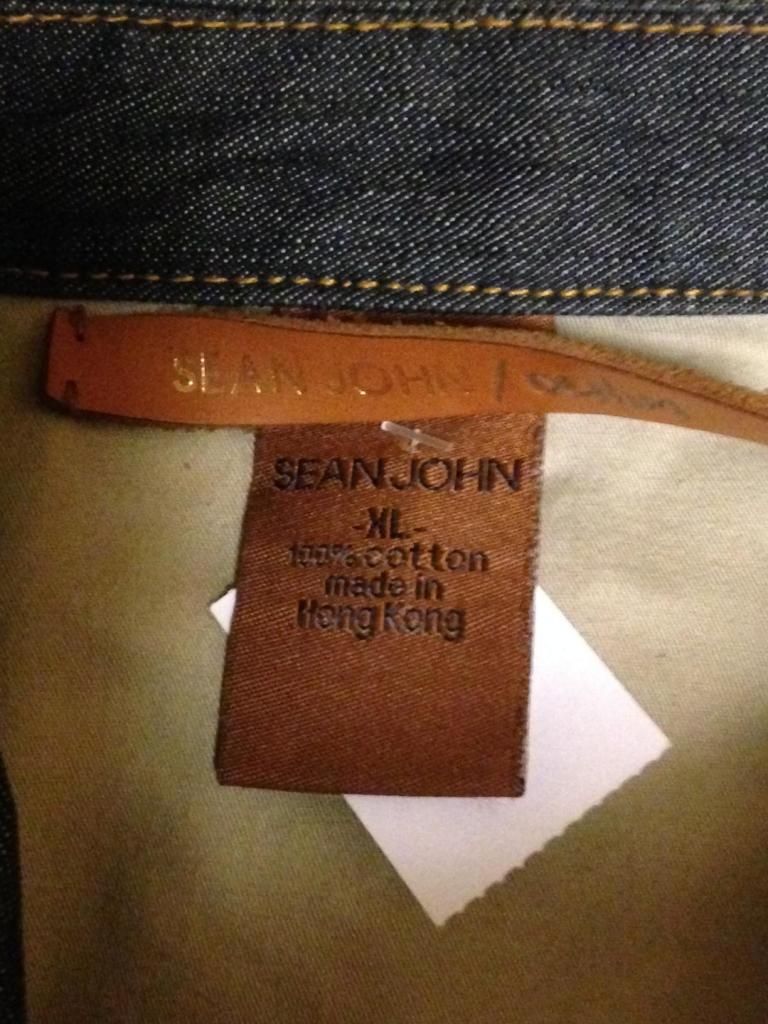 SEAN JOHN /
SEAN JOHN
-XL-
100% cotton
made in
Hong Kong